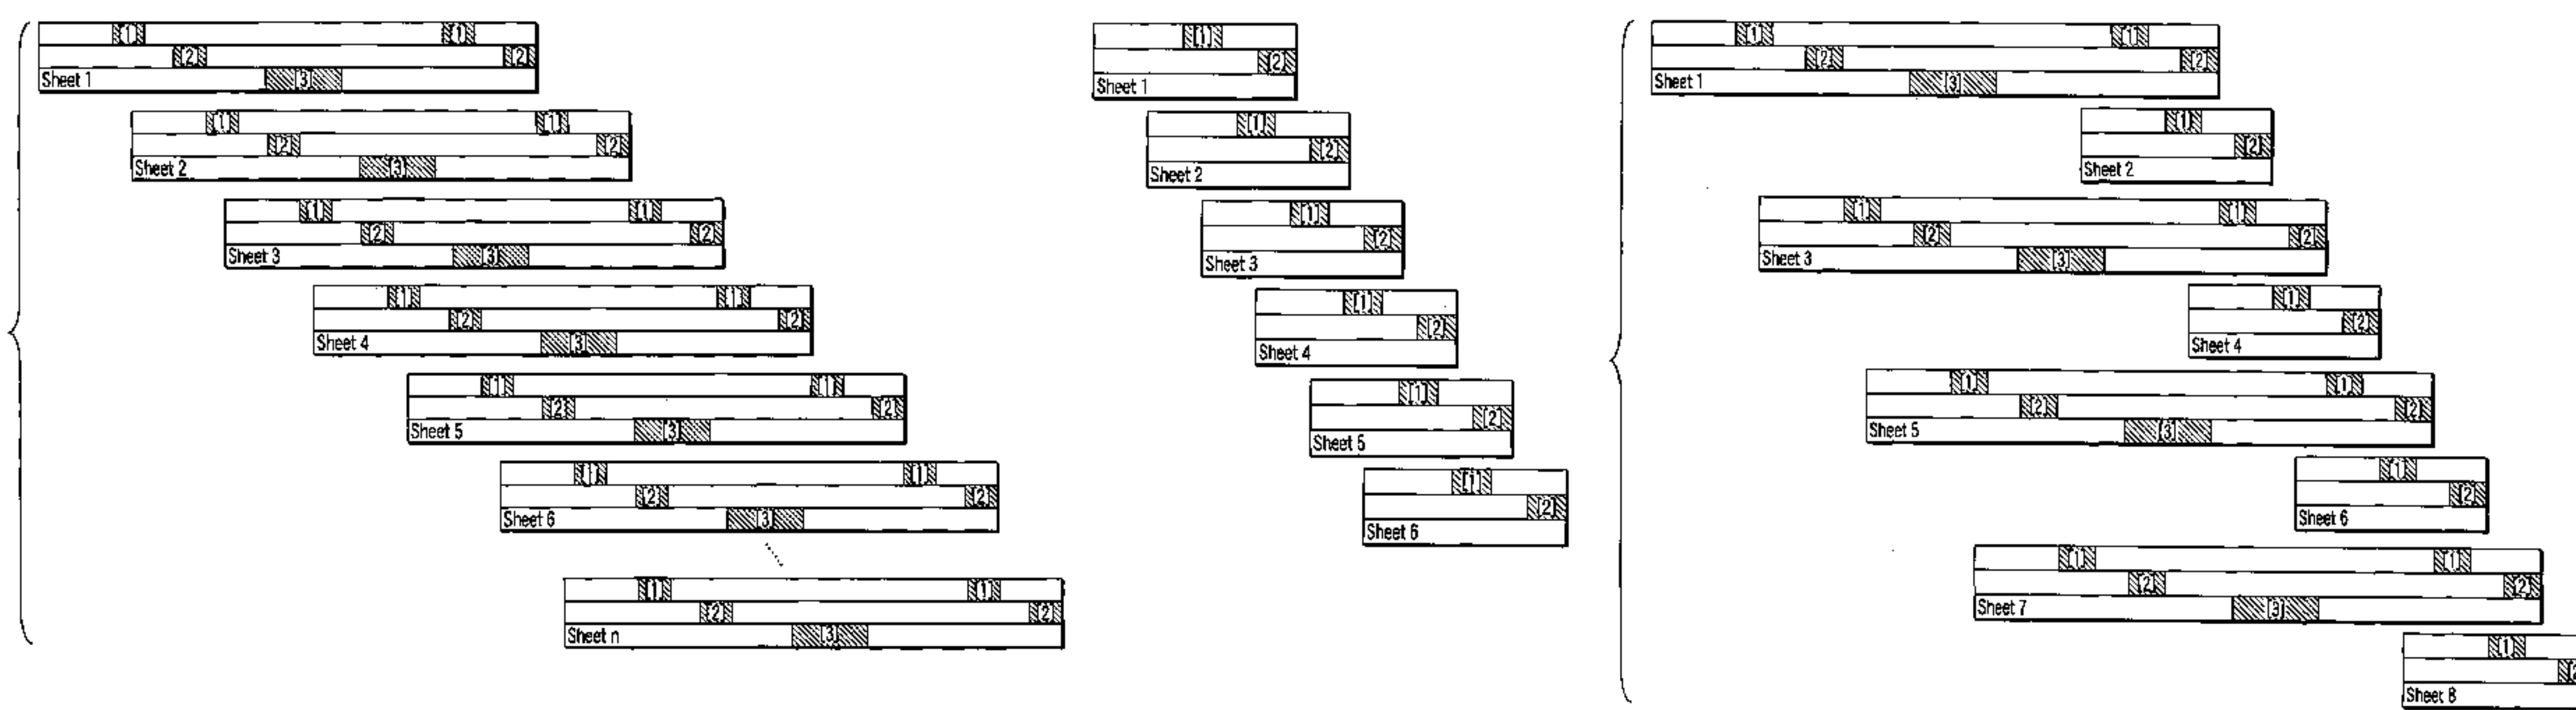 [1] [1]
[2] [2]
Sheet 1 [3]
[1] [1]
[2] [2]
Sheet 2 [3]
[1] [1]
[2] [2]
Sheet 3 [3]
[1] [1]
[2] [2]
Sheet 4 [3]
[1] [1]
[2] [2]
Sheet 5 [3]
[1] [1]
[2] [2]
Sheet 6 [3]
[1] [1]
[2] [2]
Sheet n [3]
[1]
[2]
Sheet 1
[1]
[2]
Sheet 2
[1]
[2]
Sheet 3
[1]
[2]
Sheet 4
[1]
[2]
Sheet 5
[1]
[2]
Sheet 6
[1] [1]
[2] [2]
Sheet 1 [3]
[1]
[2]
Sheet 2
[1] [1]
[2] [2]
Sheet 3 [3]
[1]
[2]
Sheet 4
[1] [1]
[2] [2]
Sheet 5 [3]
[1]
[2]
Sheet 6
[1] [1]
[2] [2]
Sheet 7 [3]
[1]
Sheet 8